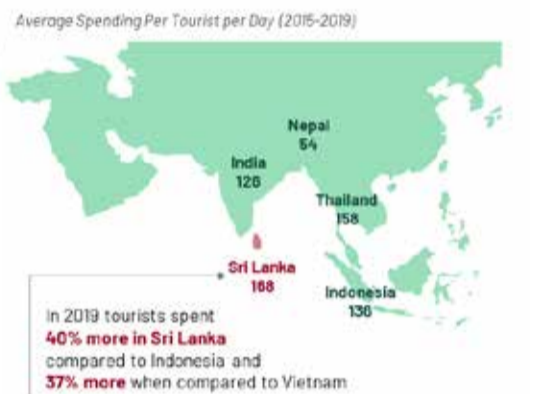 Average Spending Per Tourist per Day (2015-2019)
Nepal
54
India
126
Thailand
158
Sri Lanka
168
Indonesia
136
In 2019 tourists spent
40% more in Sri Lanka
compared to Indonesia and
37% more when compared to Vietnam